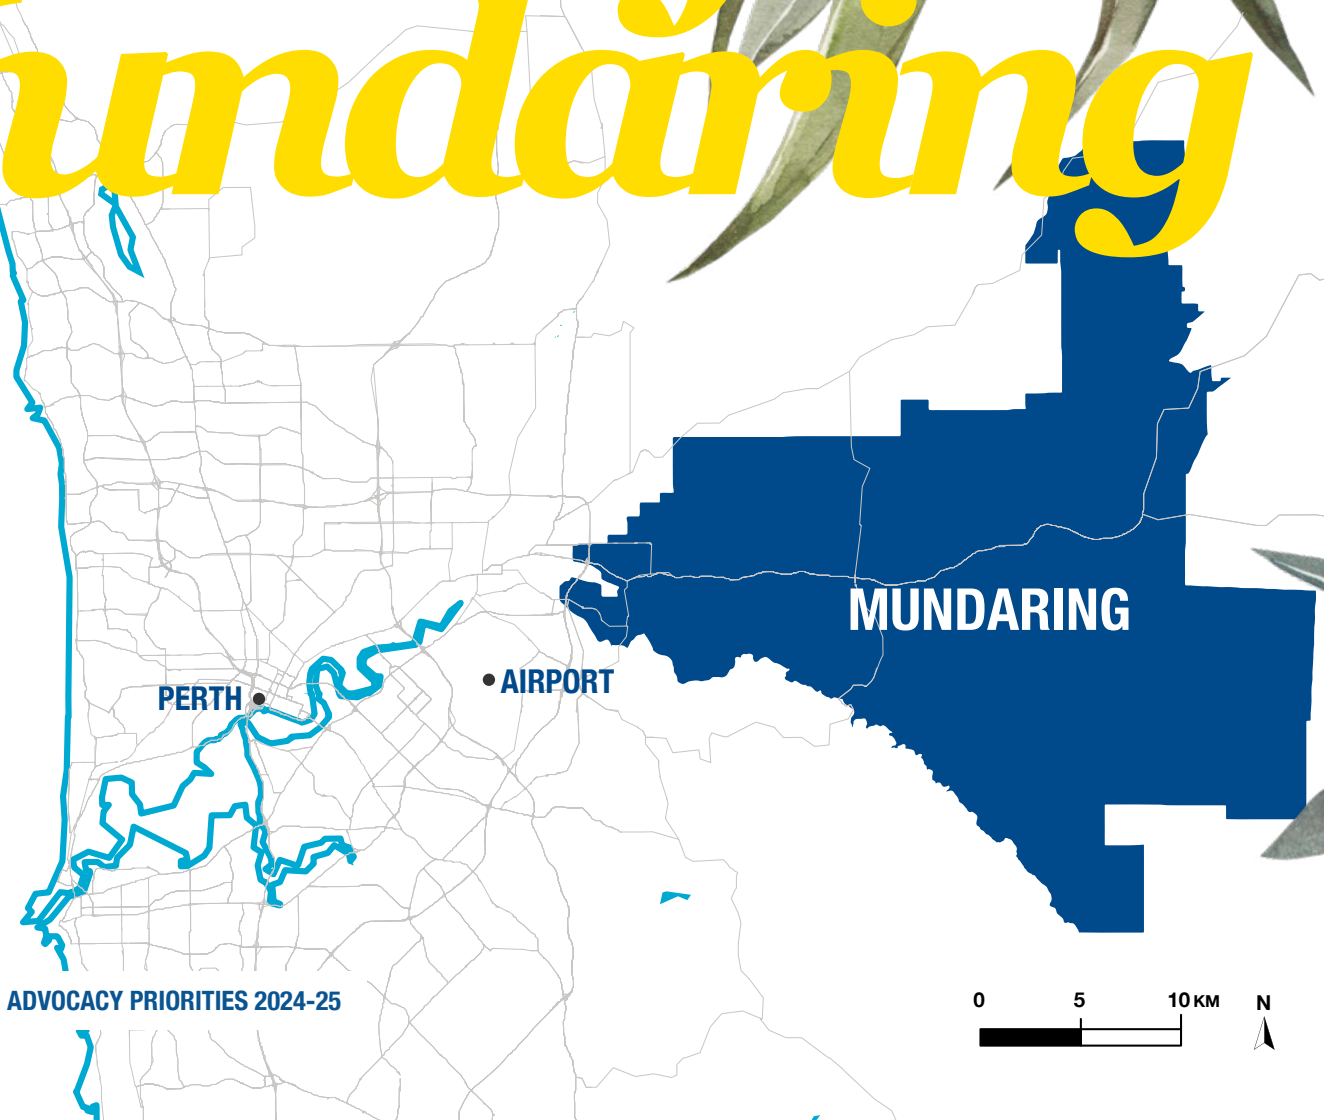 undaring
MUNDARING
PERTH
AIRPORT
ADVOCACY PRIORITIES 2024-25
0 5 10 KM N